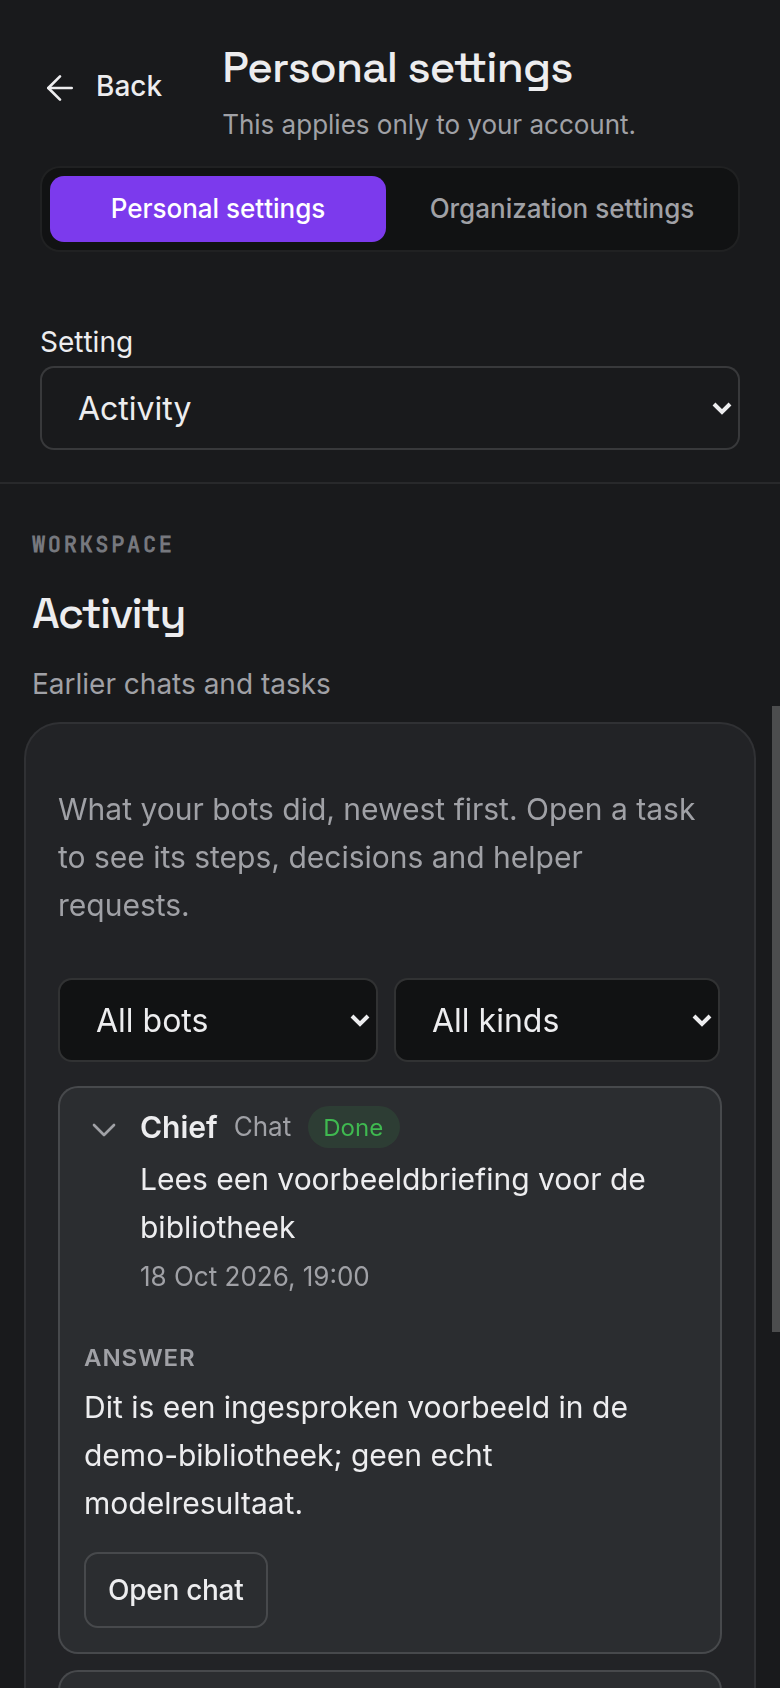 Back
Personal settings
This applies only to your account.
Personal settings
Organization settings
Setting
Activity
WORKSPACE
Activity
Earlier chats and tasks
What your bots did, newest first. Open a task
to see its steps, decisions and helper
requests.
All bots
All kinds
Chief Chat Done
Lees een voorbeeldbriefing voor de
bibliotheek
18 Oct 2026, 19:00
ANSWER
Dit is een ingesproken voorbeeld in de
demo-bibliotheek; geen echt
modelresultaat.
Open chat